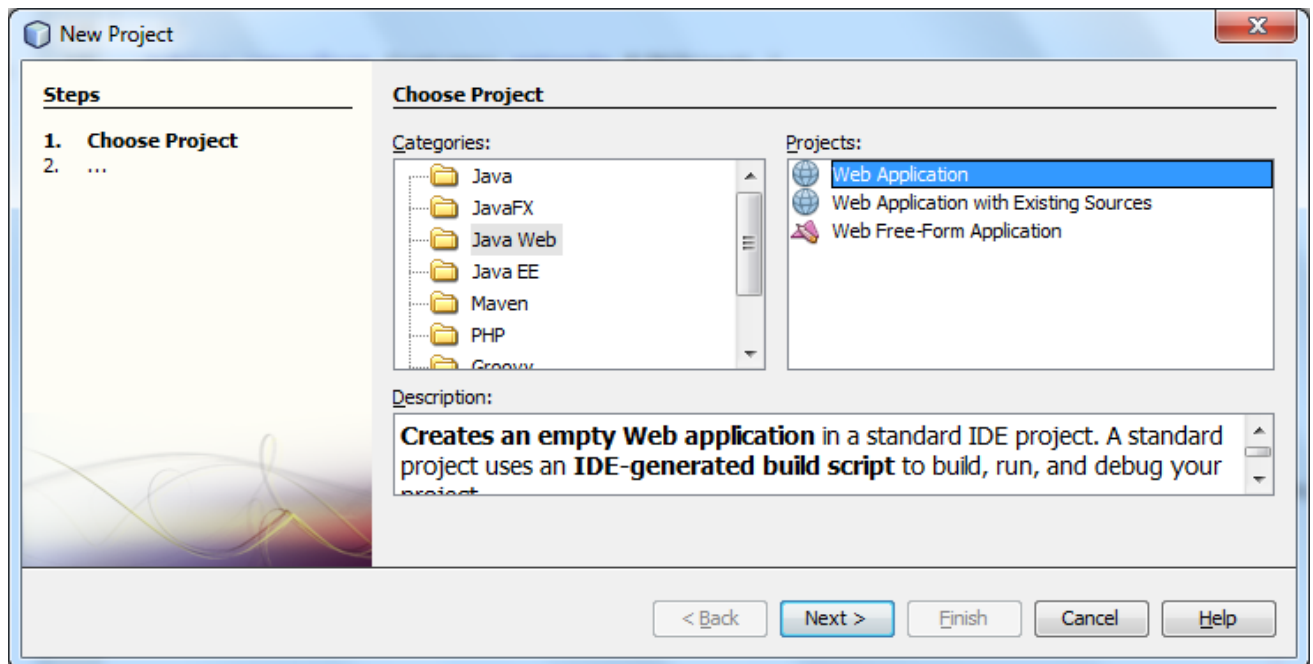 New Project
Steps
1. Choose Project
2. ...
Choose Project
Categories:
Java
JavaFX
Java Web
Java EE
Maven
PHP
Groovy
Projects:
Web Application
Web Application with Existing Sources
Web Free-Form Application
Description:
Creates an empty Web application in a standard IDE project. A standard
project uses an IDE-generated build script to build, run, and debug your
project
< Back
Next >
Finish
Cancel
Help